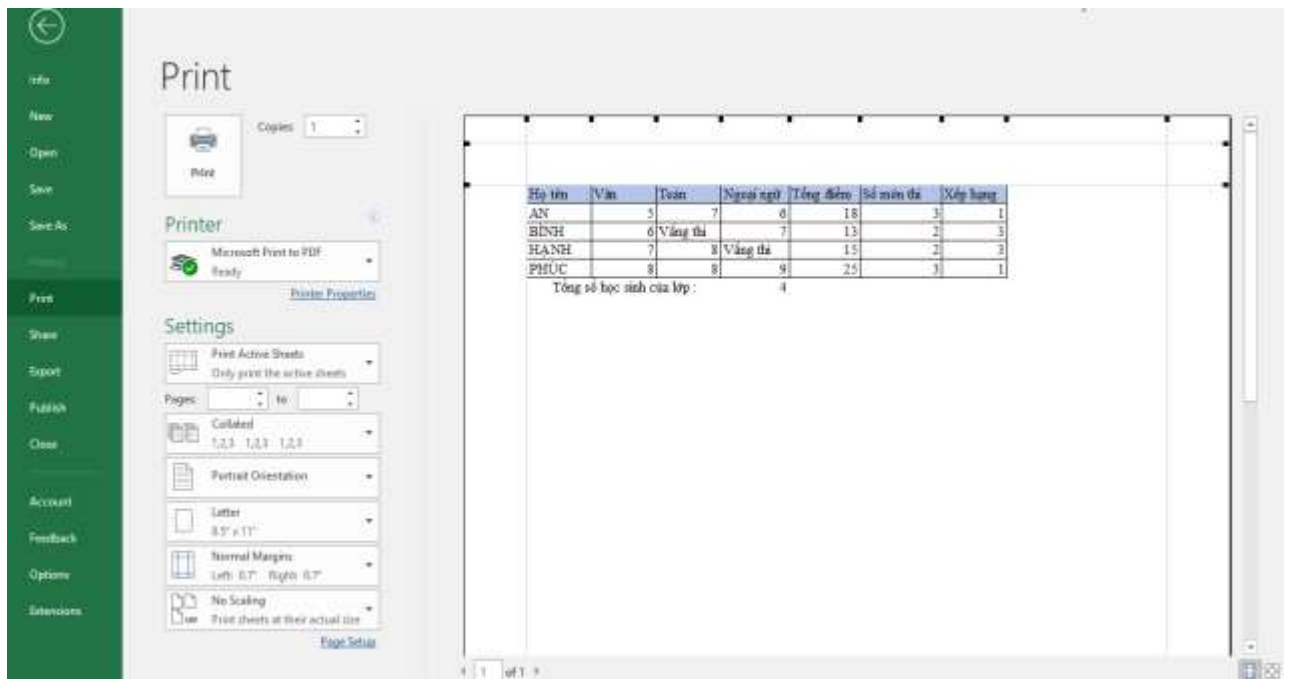 Info
New
Open
Save
Save As
Print
Share
Export
Publish
Close
Account
Feedback
Options
Extensions
Print
Copies: 1
Print
Printer
Microsoft Print to PDF
Ready
Printer Properties
Settings
Print Active Sheets
Only print the active sheets
Pages: to
Collated
1,2,3 1,2,3 1,2,3
Portrait Orientation
Letter
8.5" x 11"
Normal Margins
Left: 0.7" Right: 0.7"
No Scaling
Print sheets at their actual size
Page Setup
Họ tên Văn Toán Ngoại ngữ Tổng điểm Số môn thi Xếp hạng
AN 5 7 6 18 3 1
BÌNH 6 Vắng thi 7 13 2 3
HẠNH 7 8 Vắng thi 15 2 3
PHÚC 8 8 9 25 3 1
Tổng số học sinh của lớp : 4
1 of 1